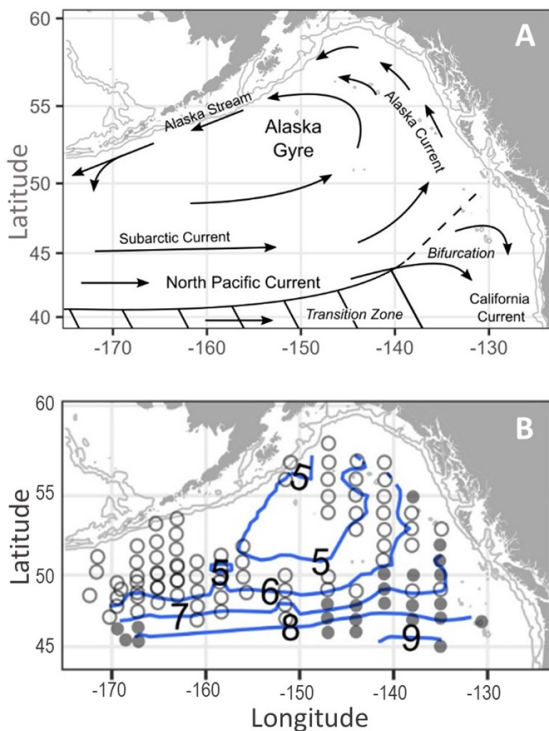 A
60
55
50
45
40
Latitude
Alaska Stream
Alaska
Gyre
Alaska Current
Subarctic Current
North Pacific Current
Bifurcation
Transition Zone
California
Current
-170
-160
-150
-140
-130
B
60
55
50
45
Latitude
5
5
5
6
7
8
9
-170
-160
-150
-140
-130
Longitude